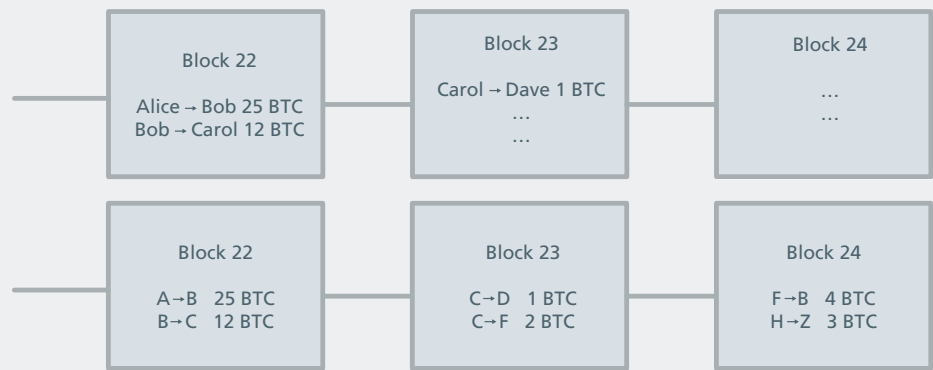 Block 22
Alice → Bob 25 BTC
Bob → Carol 12 BTC
Block 23
Carol → Dave 1 BTC
...
...
Block 24
...
...
Block 22
A→B 25 BTC
B→C 12 BTC
Block 23
C→D 1 BTC
C→F 2 BTC
Block 24
F→B 4 BTC
H→Z 3 BTC